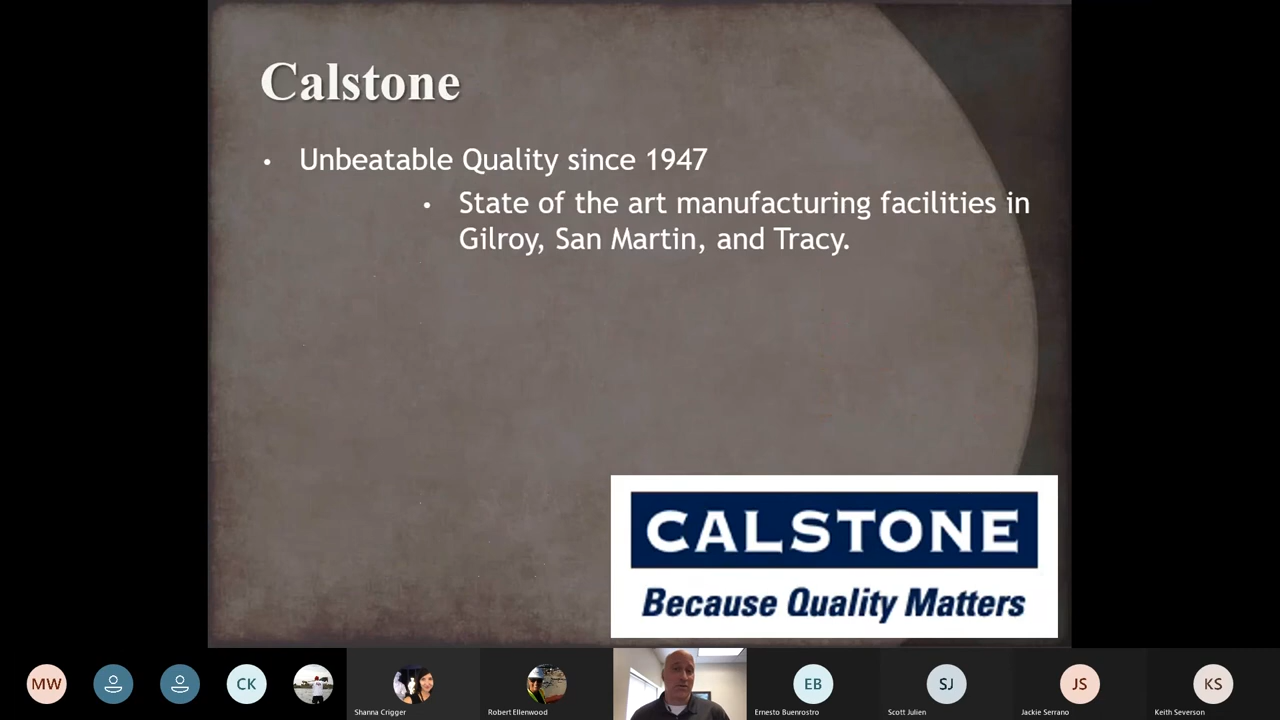 Calstone
• Unbeatable Quality since 1947
• State of the art manufacturing facilities in
Gilroy, San Martin, and Tracy.
CALSTONE
Because Quality Matters
MW
CK
EB
SJ
JS
KS
Shanna Crigger
Robert Ellenwood
Ernesto Buenrostro
Scott Julien
Jackie Serrano
Keith Severson